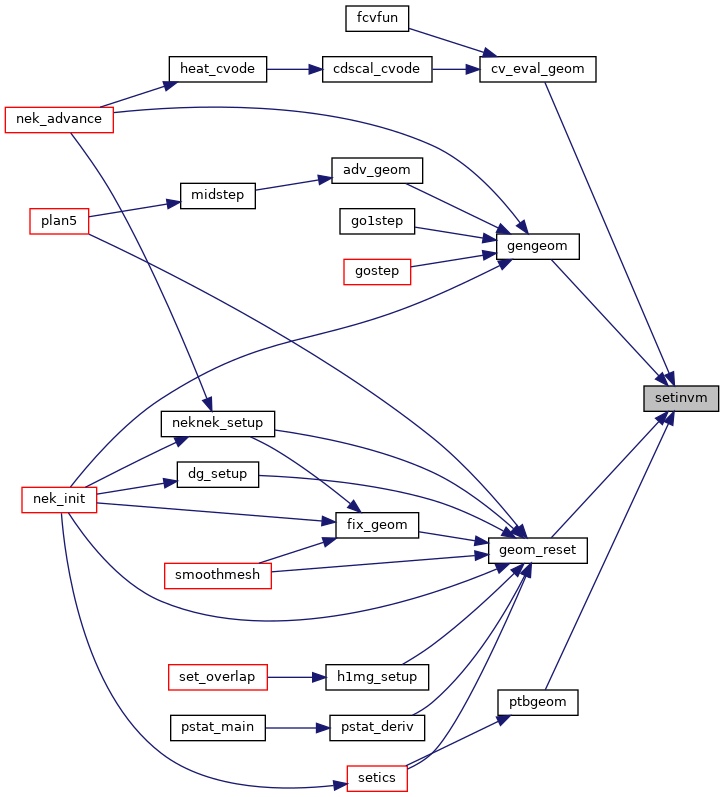 fcvfun
heat_cvode
cdscal_cvode
cv_eval_geom
nek_advance
adv_geom
midstep
plan5
go1step
gengeom
gostep
setinvm
neknek_setup
dg_setup
nek_init
fix_geom
geom_reset
smoothmesh
set_overlap
h1mg_setup
ptbgeom
pstat_main
pstat_deriv
setics